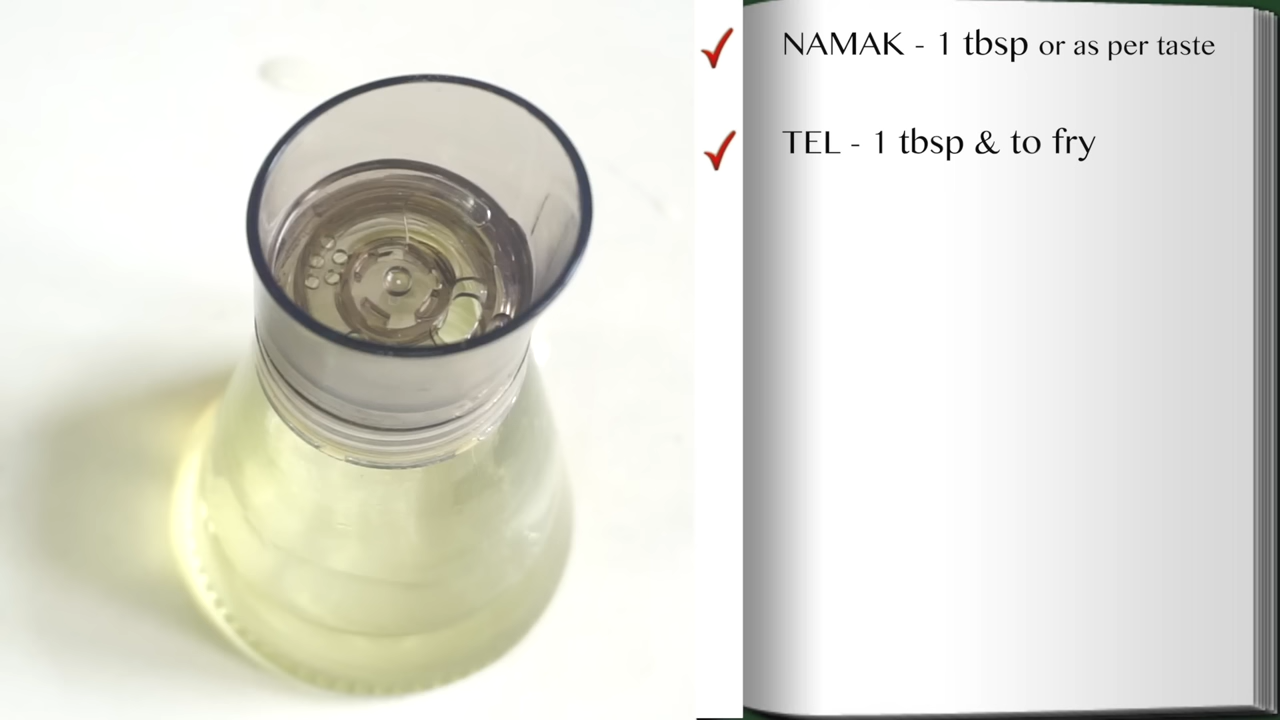 NAMAK - 1 tbsp or as per taste
TEL - 1 tbsp & to fry